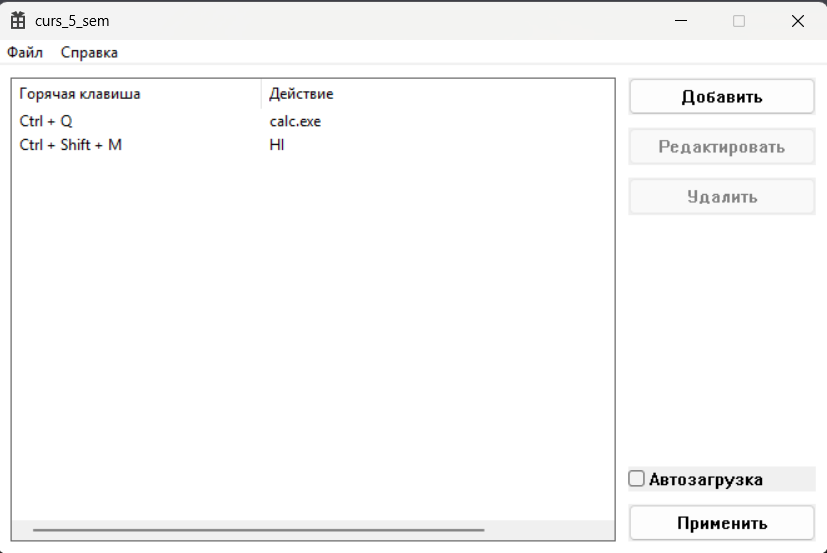 curs_5_sem
Файл Справка
Горячая клавиша Действие
Ctrl + Q calc.exe
Ctrl + Shift + M HI
Добавить
Редактировать
Удалить
Автозагрузка
Применить